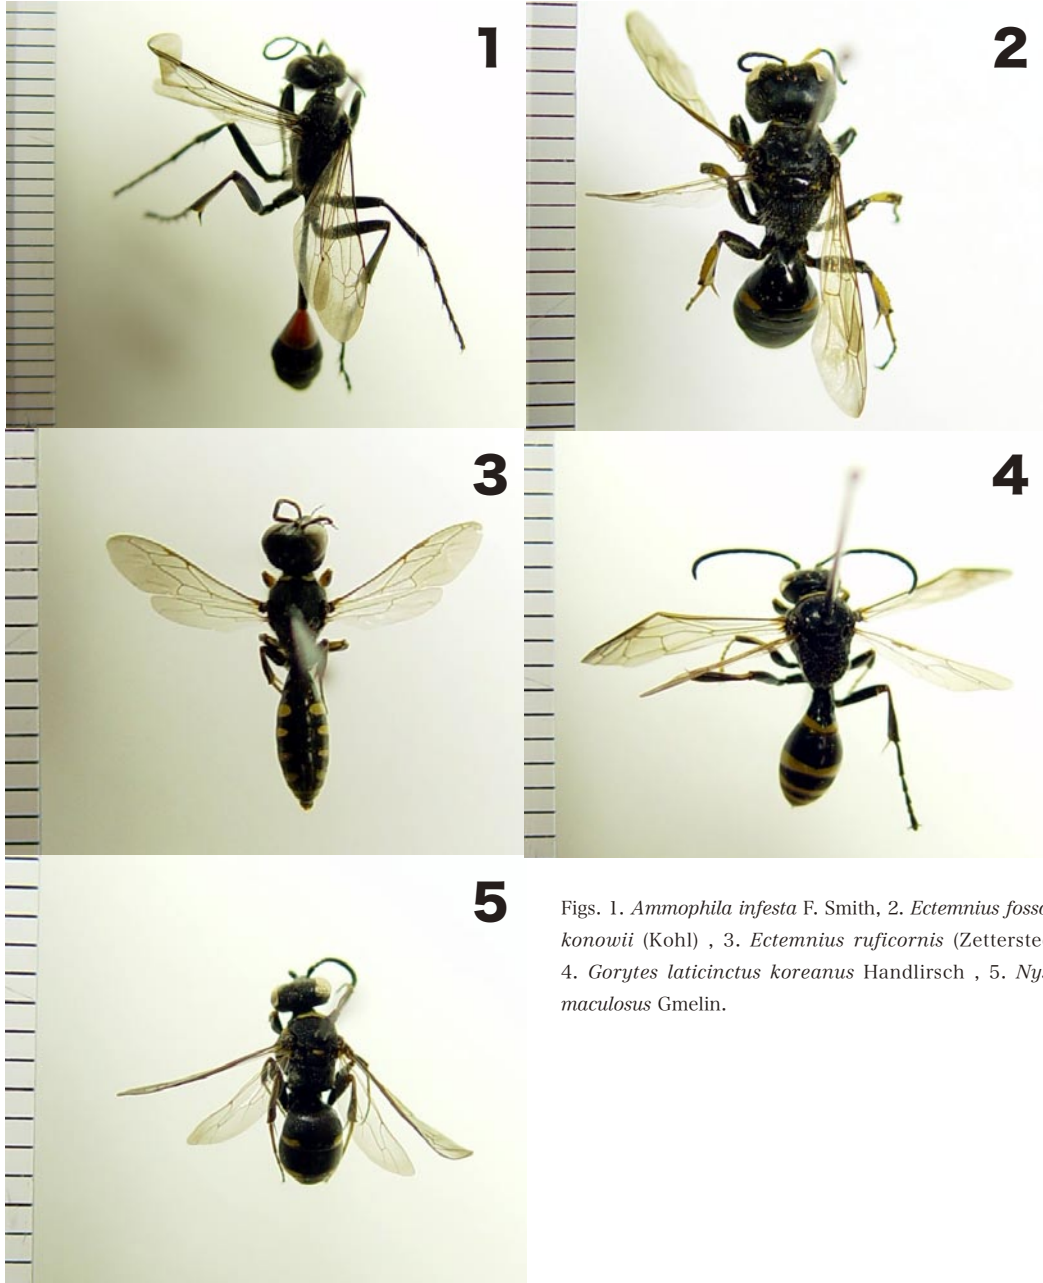 1
2
3
4
5
Figs. 1. Ammophila infesta F. Smith, 2. Ectemnius
konowii (Kohl) , 3. Ectemnius ruficornis
4. Gorytes laticinctus koreanus Handlirsch , 5.
maculosus Gmelin.